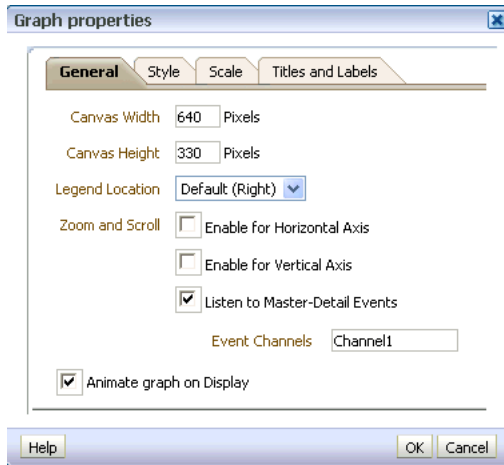 Graph properties
General Style Scale Titles and Labels
Canvas Width 640 Pixels
Canvas Height 330 Pixels
Legend Location Default (Right)
Zoom and Scroll Enable for Horizontal Axis
Enable for Vertical Axis
Listen to Master-Detail Events
Event Channels Channel1
Animate graph on Display
Help OK Cancel